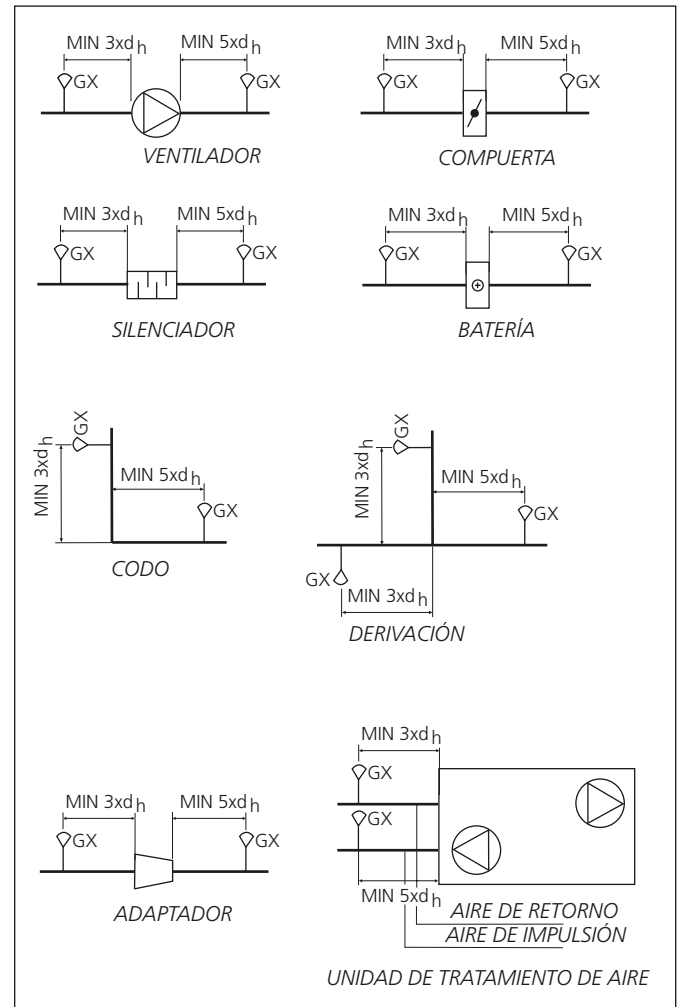 MIN 3xdh MIN 5xdh
GX GX
VENTILADOR
MIN 3xdh MIN 5xdh
GX GX
COMPUERTA
MIN 3xdh MIN 5xdh
GX GX
SILENCIADOR
MIN 3xdh MIN 5xdh
GX GX
BATERÍA
GX
MIN 3xdh
MIN 5xdh
GX
CODO
GX
MIN 3xdh
MIN 5xdh
GX
GX
MIN 3xdh
DERIVACIÓN
MIN 3xdh MIN 5xdh
GX GX
ADAPTADOR
MIN 3xdh
GX
GX
MIN 5xdh
AIRE DE RETORNO
AIRE DE IMPULSIÓN
UNIDAD DE TRATAMIENTO DE AIRE